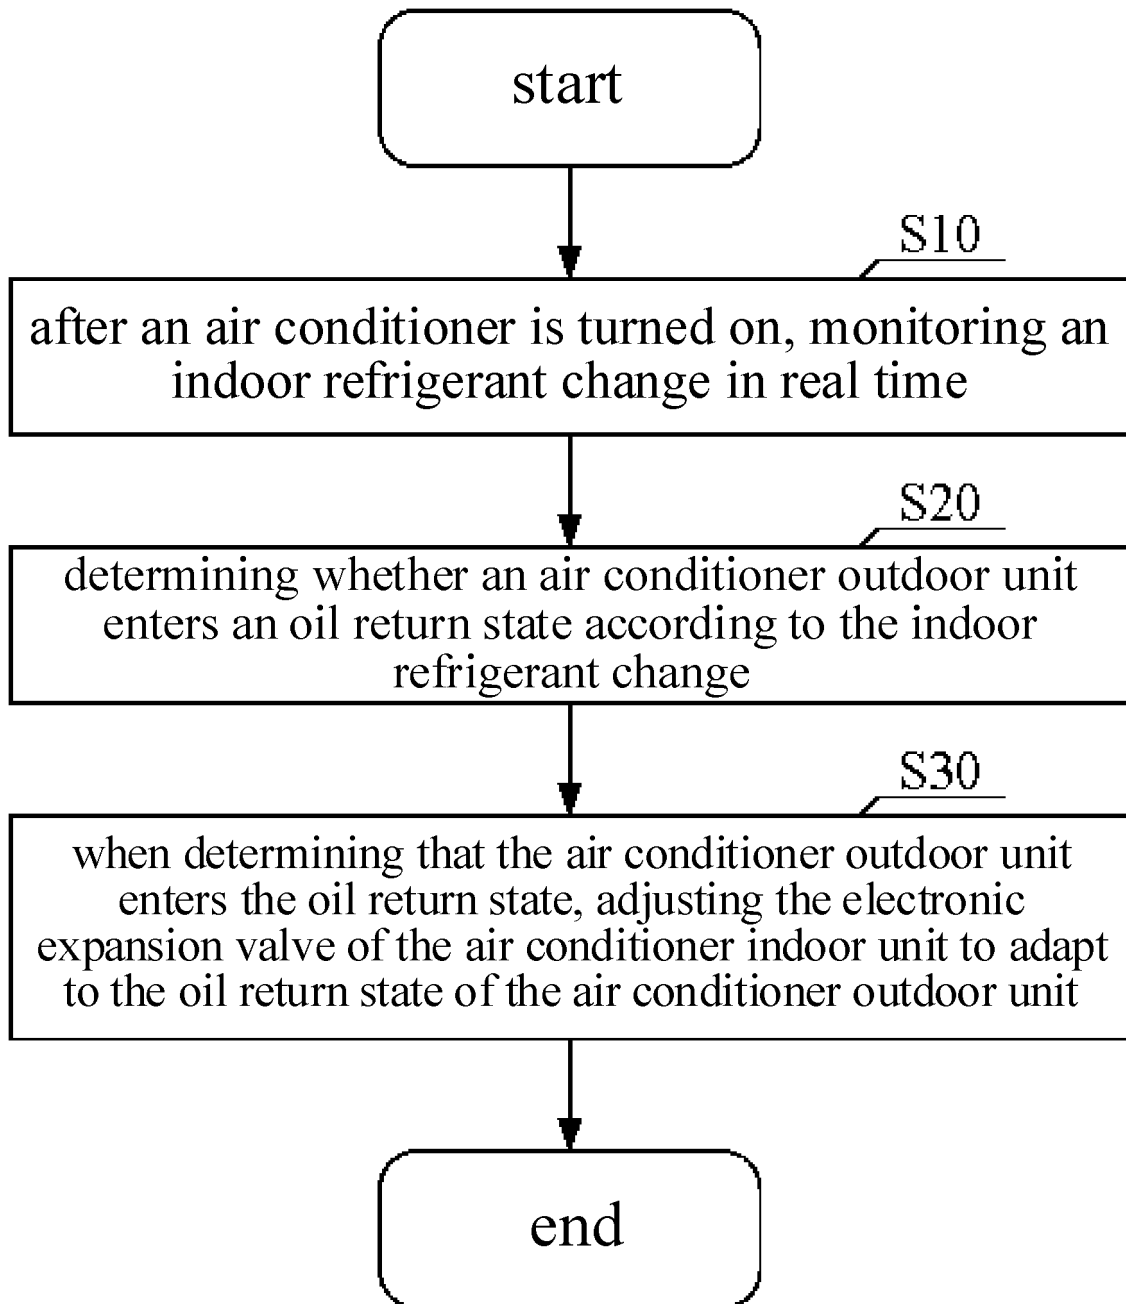 start
S10
after an air conditioner is turned on, monitoring an
indoor refrigerant change in real time
S20
determining whether an air conditioner outdoor unit
enters an oil return state according to the indoor
refrigerant change
S30
when determining that the air conditioner outdoor unit
enters the oil return state, adjusting the electronic
expansion valve of the air conditioner indoor unit to adapt
to the oil return state of the air conditioner outdoor unit
end